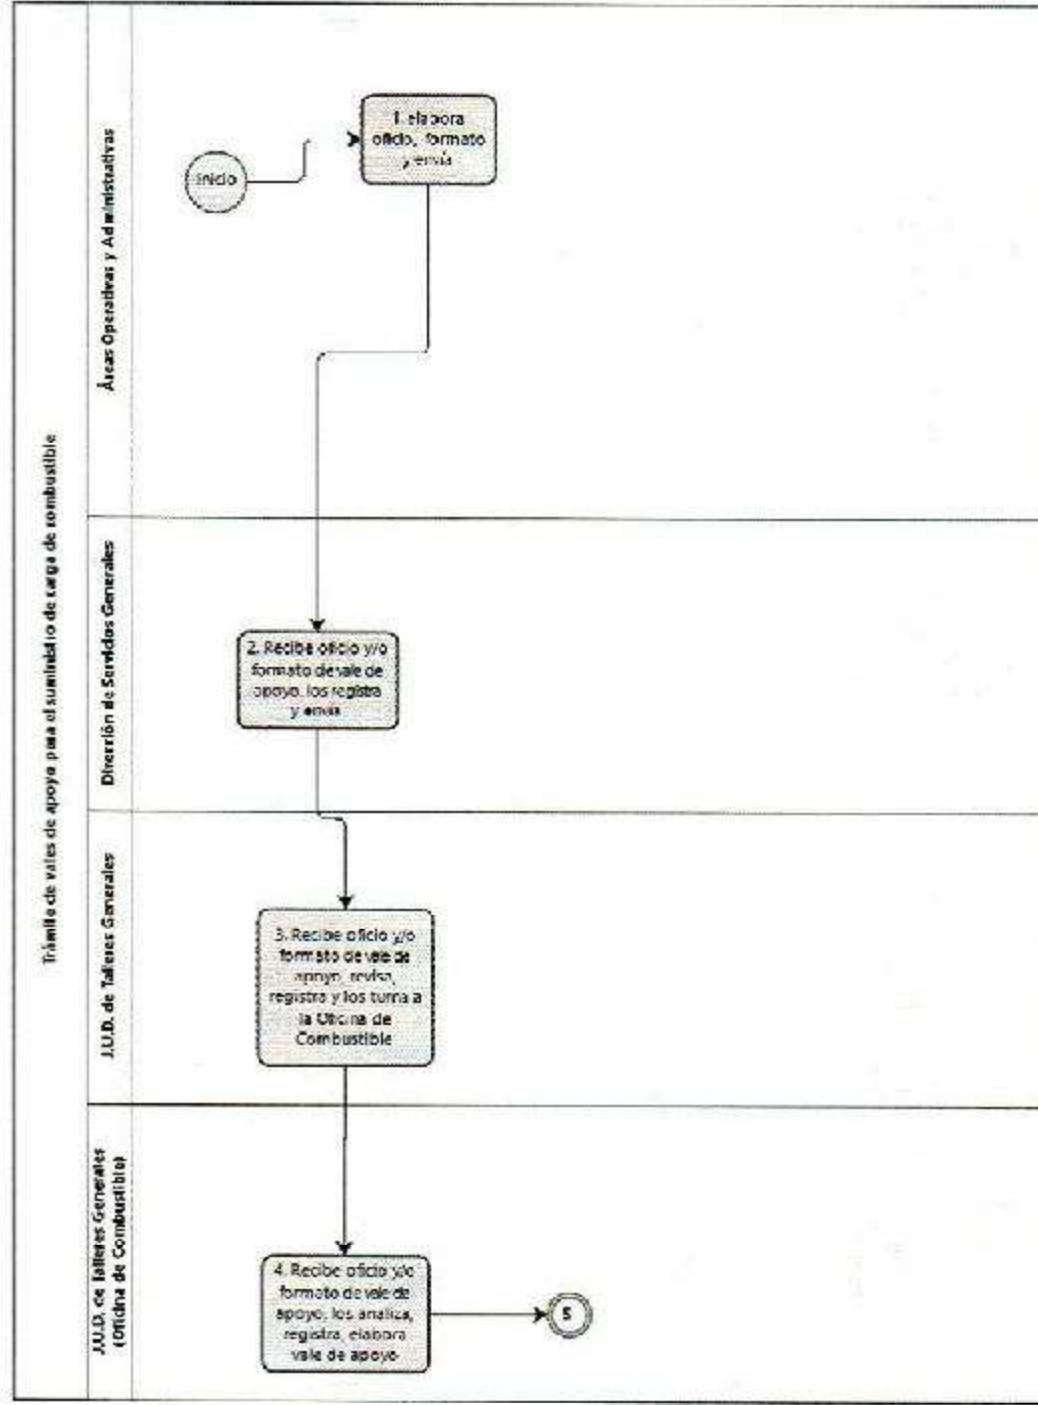 Trámite de vales de apoyo para el suministro de carga de combustible
Áreas Operativas y Administrativas
Inicio
1. elabora
oficio, formato
y envía
Dirección de Servicios Generales
2. Recibe oficio y/o
formato de vale de
apoyo, los registra
y envía
J.U.D. de Talleres Generales
3. Recibe oficio y/o
formato de vale de
apoyo, revisa,
registra y los turna a
la Oficina de
Combustible
J.U.D. de Talleres Generales
(Oficina de Combustible)
4. Recibe oficio y/o
formato de vale de
apoyo, los analiza,
registra, elabora
vale de apoyo